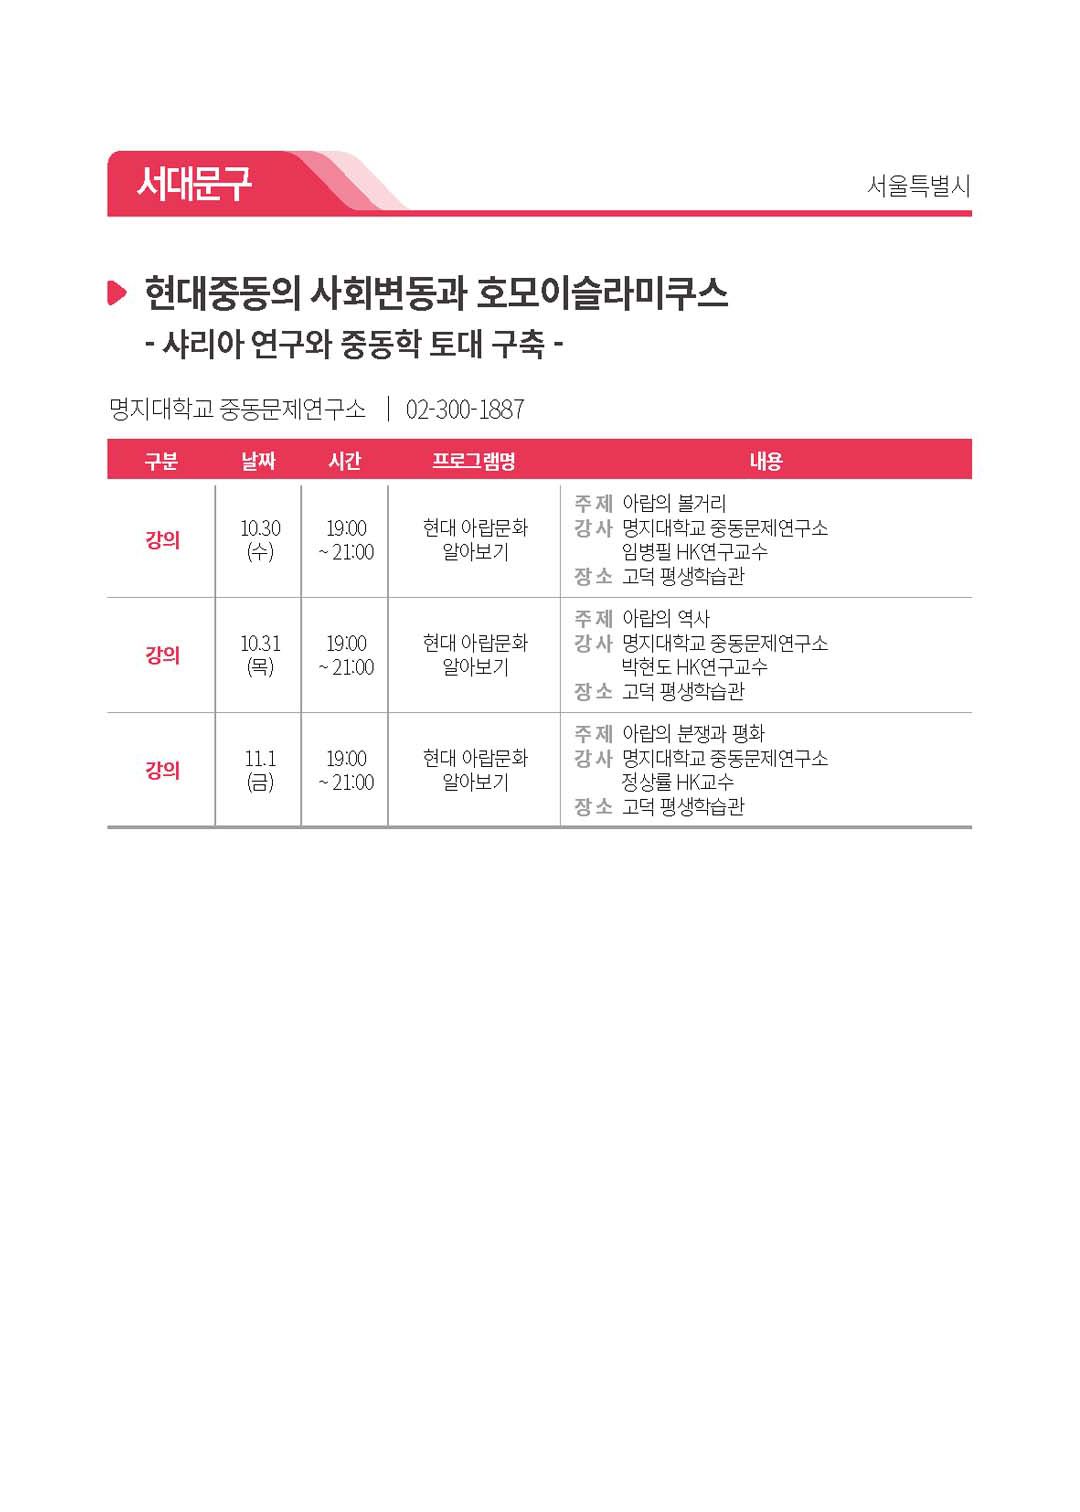 서대문구
서울특별시
현대중동의 사회변동과 호모이슬라미쿠스
- 샤리아 연구와 중동학 토대 구축 -
명지대학교 중동문제연구소 | 02-300-1887
구분 날짜 시간 프로그램명 내용
강의
10.30
(수)
19:00
~ 21:00
현대 아랍문화
알아보기
주제 아랍의 볼거리
강사 명지대학교 중동문제연구소
임병필 HK연구교수
장소 고덕 평생학습관
강의
10.31
(목)
19:00
~ 21:00
현대 아랍문화
알아보기
주제 아랍의 역사
강사 명지대학교 중동문제연구소
박현도 HK연구교수
장소 고덕 평생학습관
강의
11.1
(금)
19:00
~ 21:00
현대 아랍문화
알아보기
주제 아랍의 분쟁과 평화
강사 명지대학교 중동문제연구소
정상률 HK교수
장소 고덕 평생학습관